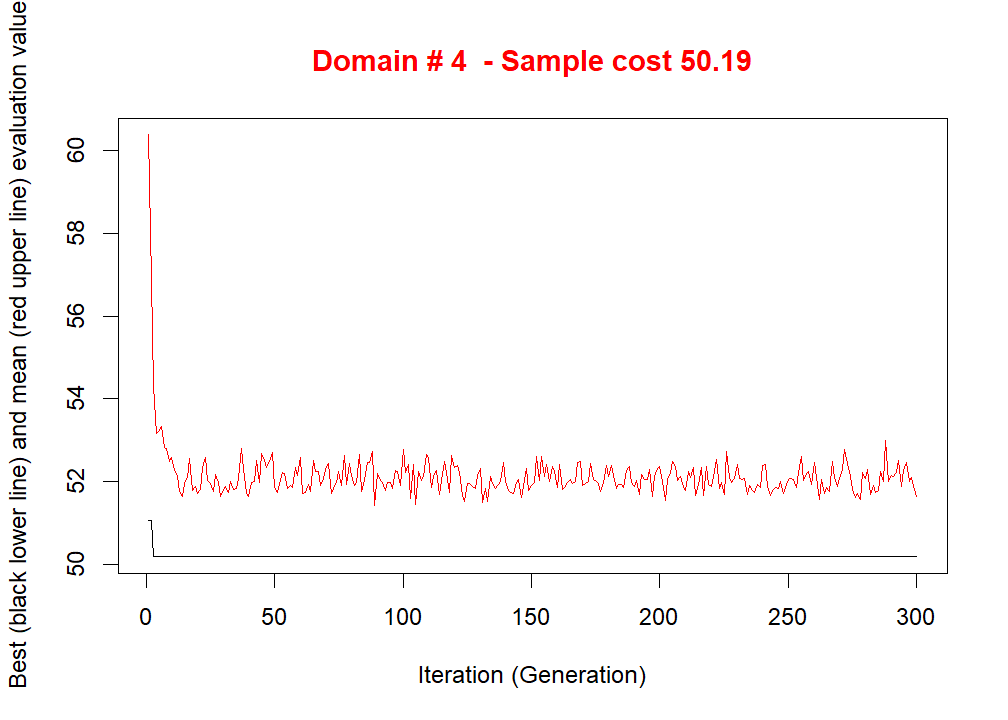 Domain # 4  - Sample cost 50.19
Best (black lower line) and mean (red upper line) evaluation value
60
58
56
54
52
50
0 50 100 150 200 250 300
Iteration (Generation)